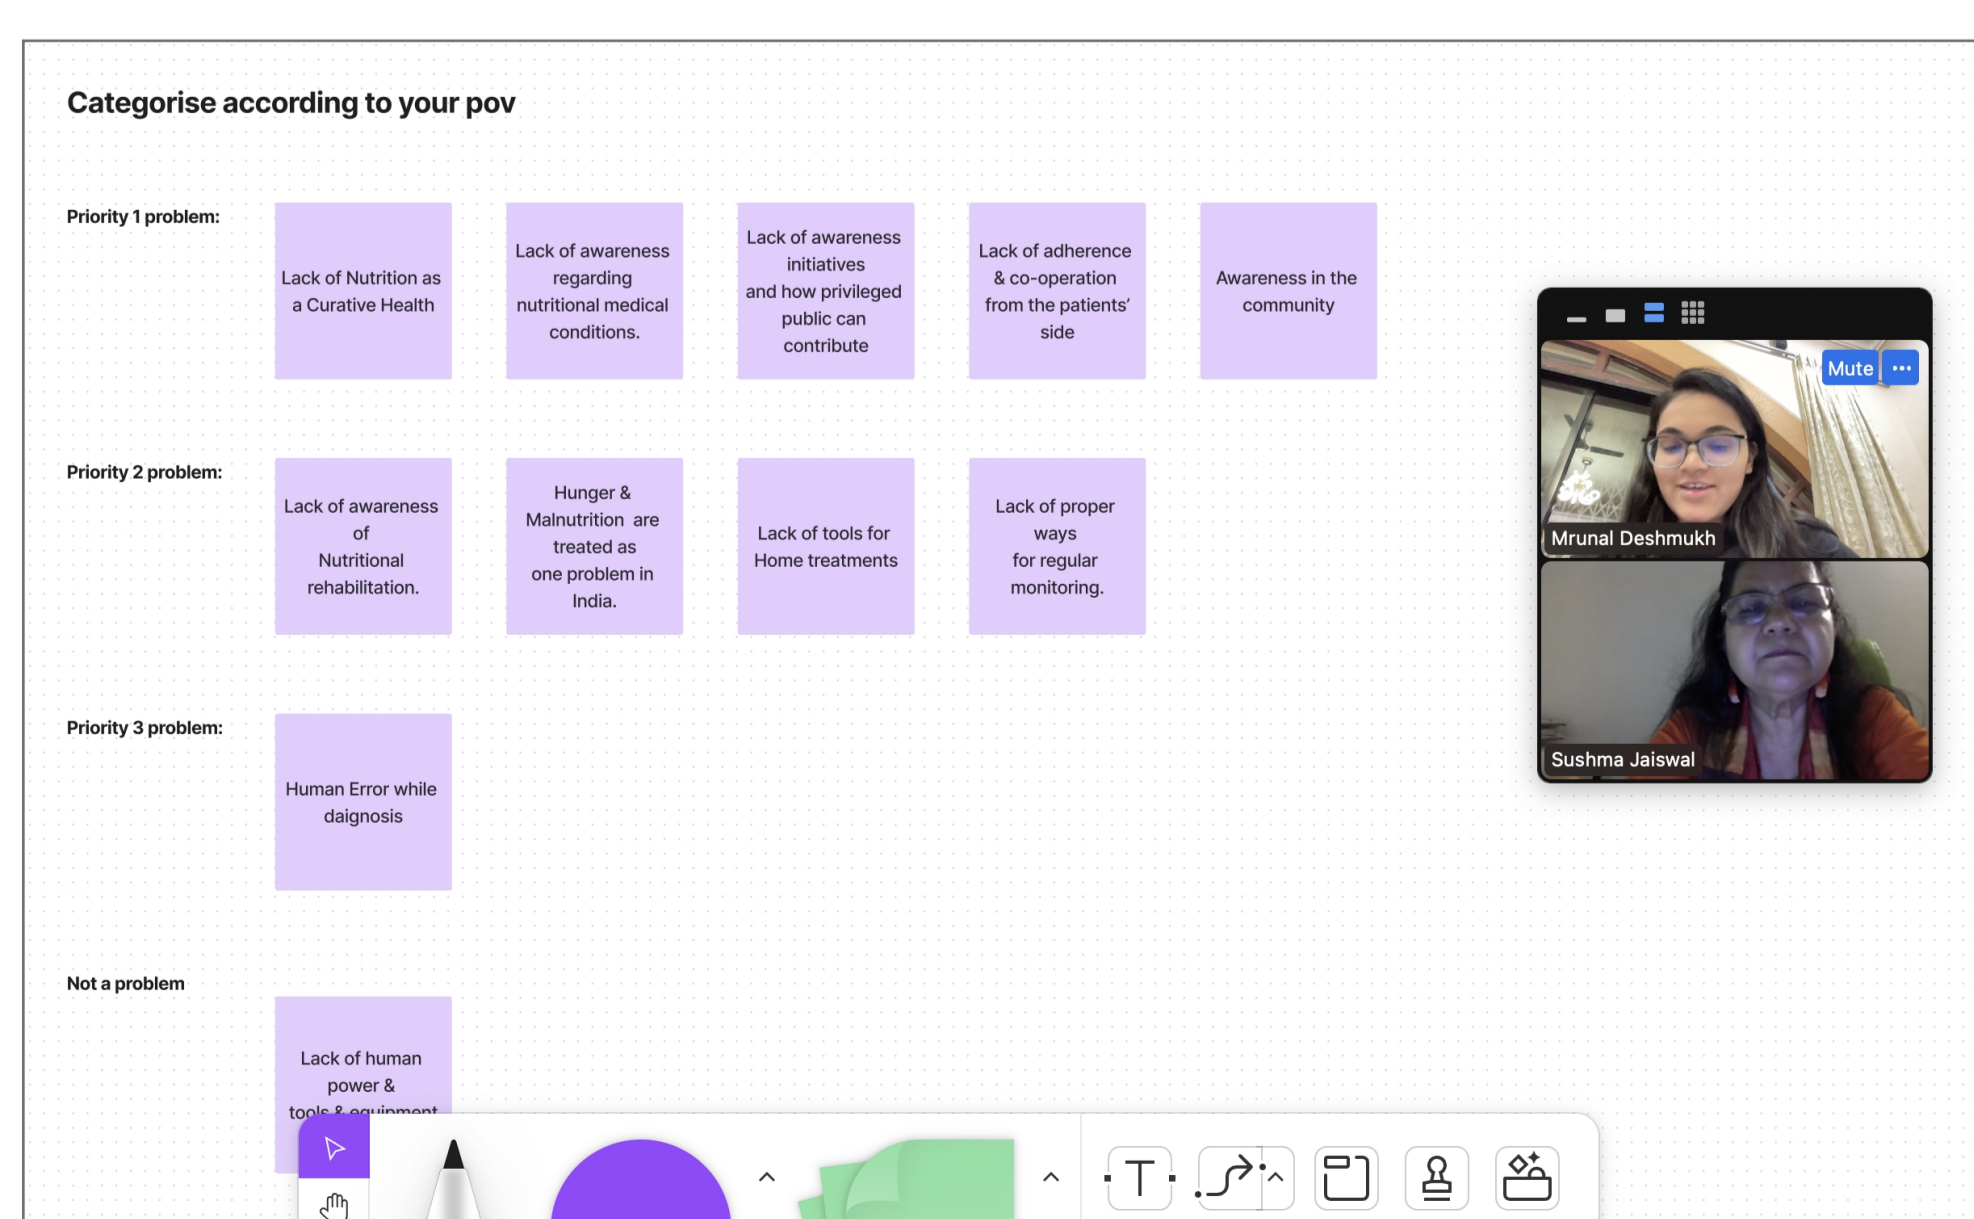 Categorise according to your pov
Priority 1 problem:
Lack of Nutrition as
a Curative Health
Lack of awareness
regarding
nutritional medical
conditions.
Lack of awareness
initiatives
and how privileged
public can
contribute
Lack of adherence
& co-operation
from the patients’
side
Awareness in the
community
Mute
Mrunal Deshmukh
Sushma Jaiswal
Priority 2 problem:
Lack of awareness
of
Nutritional
rehabilitation.
Hunger &
Malnutrition are
treated as
one problem in
India.
Lack of tools for
Home treatments
Lack of proper
ways
for regular
monitoring.
Priority 3 problem:
Human Error while
daignosis
Not a problem
Lack of human
power &
tools & equipment
T